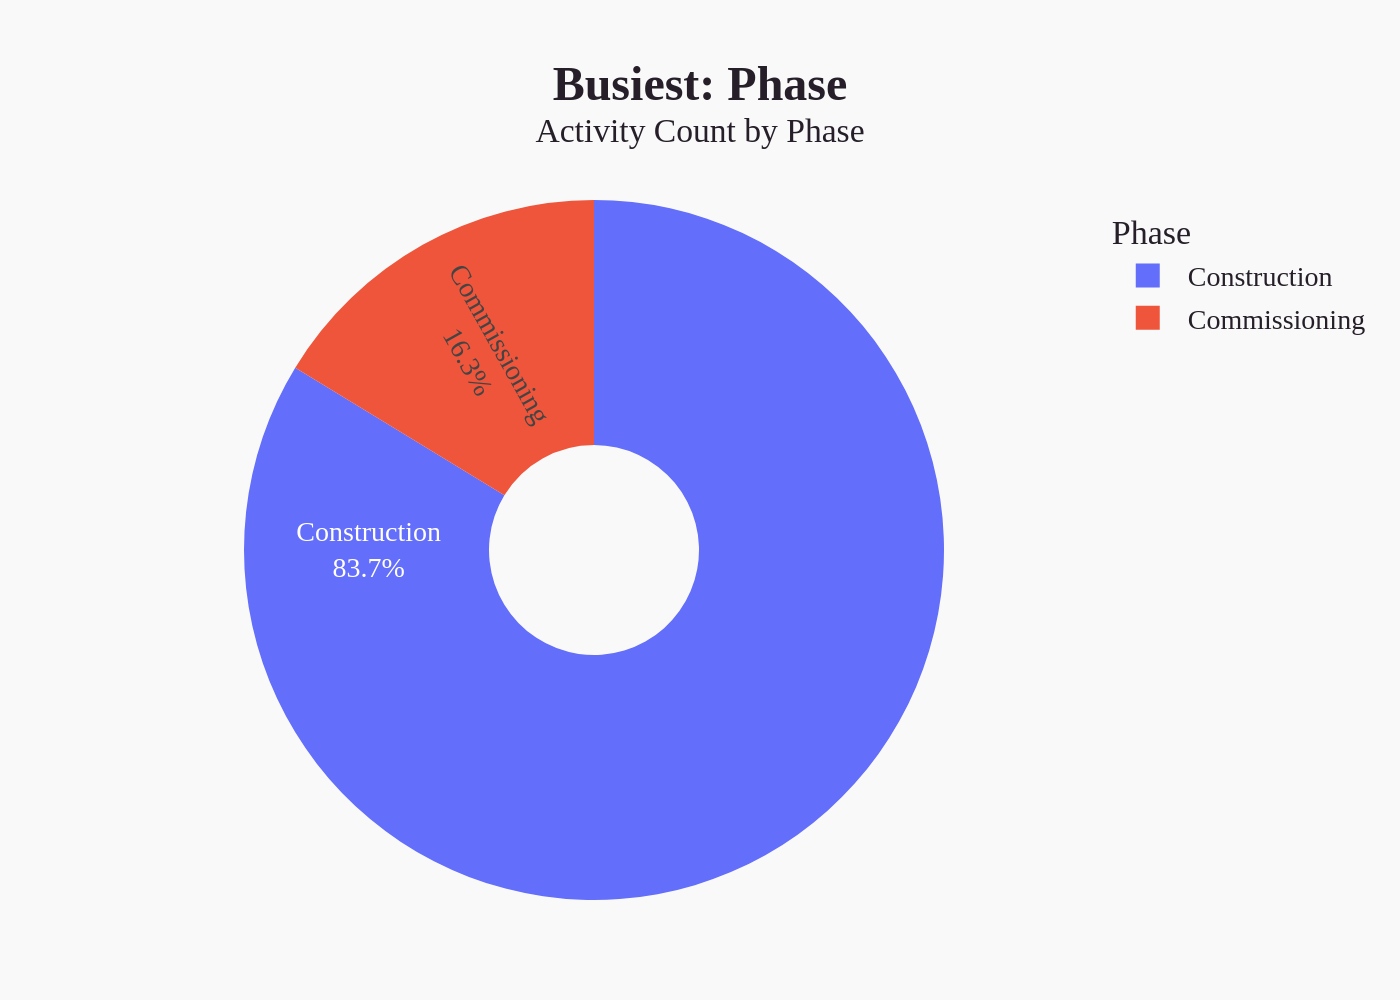 Busiest: Phase
Activity Count by Phase
Phase
Construction
Commissioning
Commissioning
16.3%
Construction
83.7%